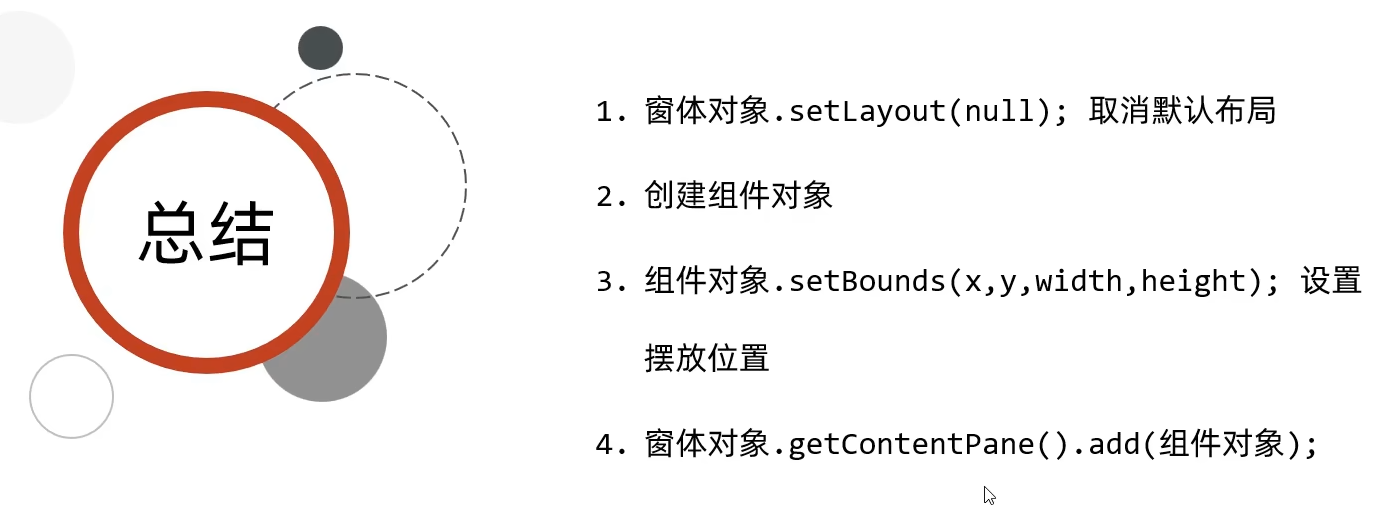 总结
1. 窗体对象.setLayout(null); 取消默认布局
2. 创建组件对象
3. 组件对象.setBounds(x,y,width,height); 设置
摆放位置
4. 窗体对象.getContentPane().add(组件对象);